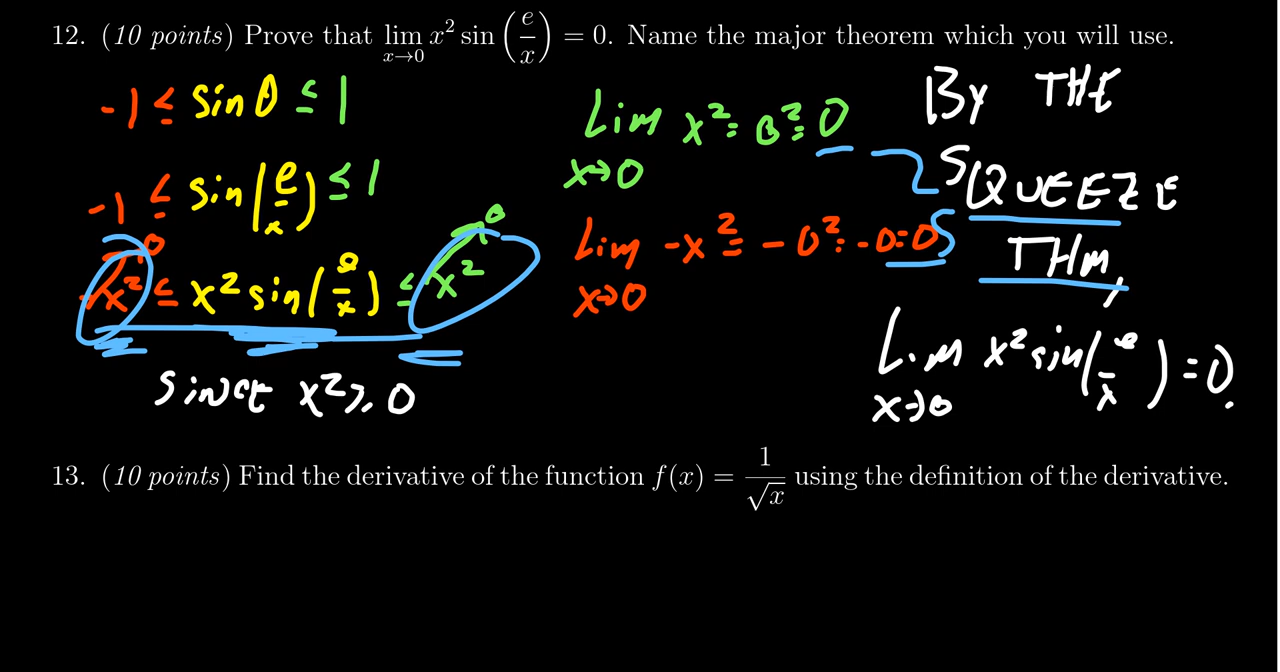 12. (10 points) Prove that lim x→0 x² sin(e/x) = 0. Name the major theorem which you will use.
-1 ≤ sin θ ≤ 1
-1 ≤ sin(e/x) ≤ 1
-x² ≤ x² sin(e/x) ≤ x²
0
0
SINCE x² ≥ 0
Lim x→0 x² = 0² = 0
Lim x→0 -x² = -0² = -0 = 0
BY THE
SQUEEZE
THM,
Lim x→0 x² sin(e/x) = 0.
13. (10 points) Find the derivative of the function f(x) = 1/√x using the definition of the derivative.